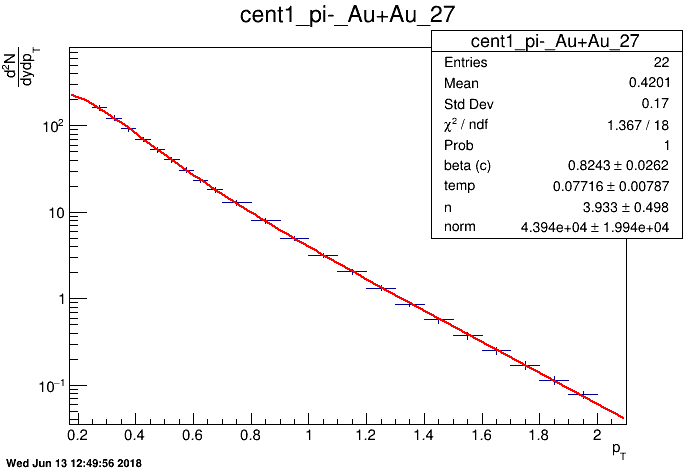 cent1_pi-_Au+Au_27
d²N
dydp_T
cent1_pi-_Au+Au_27
Entries 22
Mean 0.4201
Std Dev 0.17
χ² / ndf 1.367 / 18
Prob 1
beta (c) 0.8243 ± 0.0262
temp 0.07716 ± 0.00787
n 3.933 ± 0.498
norm 4.394e+04 ± 1.994e+04
10²
10
1
10⁻¹
0.2 0.4 0.6 0.8 1 1.2 1.4 1.6 1.8 2
p_T
Wed Jun 13 12:49:56 2018